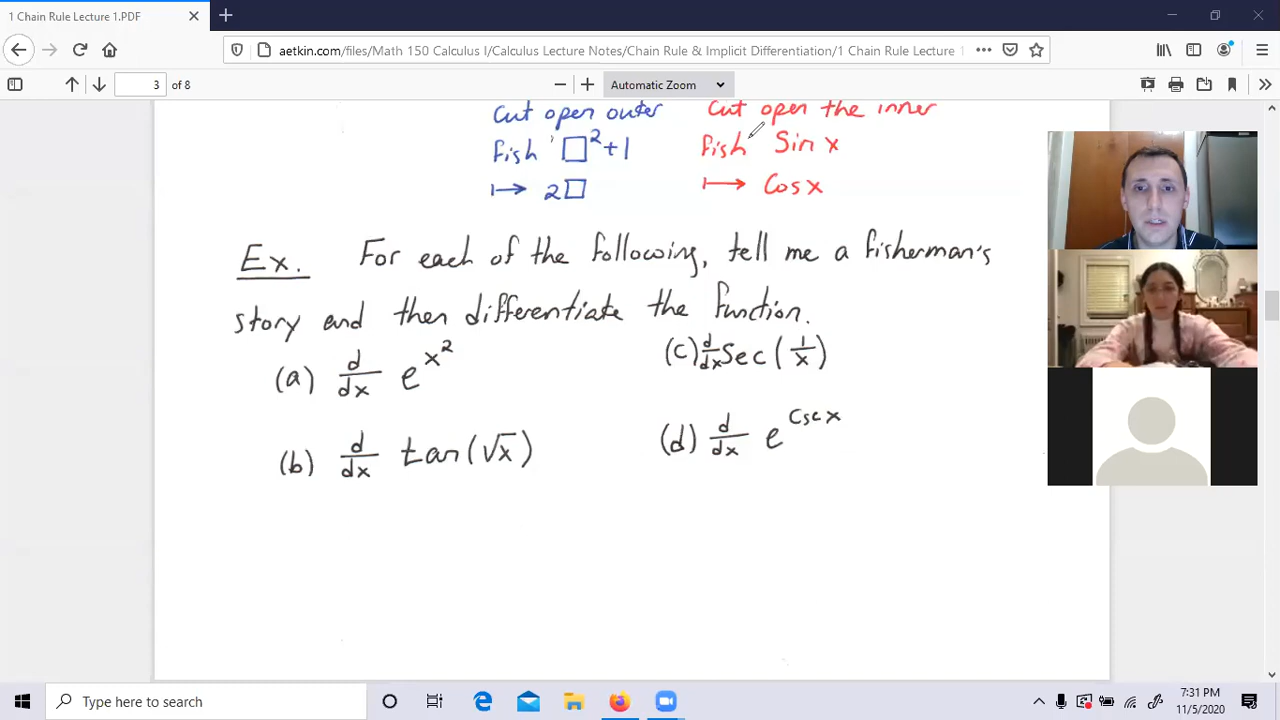 1 Chain Rule Lecture 1.PDF
aetkin.com/files/Math 150 Calculus I/Calculus Lecture Notes/Chain Rule & Implicit Differentiation/1 Chain Rule Lecture 1
3 of 8
Automatic Zoom
Cut open outer
fish □²+1
↦ 2□
Cut open the inner
fish Sin x
↦ Cos x
Ex. For each of the following, tell me a fisherman's
story and then differentiate the function.
(a) d/dx e^x²
(c) d/dx Sec(1/x)
(b) d/dx tan(√x)
(d) d/dx e^Csc x
Type here to search
7:31 PM
11/5/2020